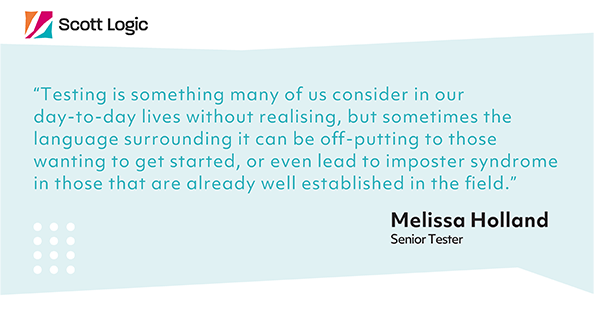 Scott Logic
“Testing is something many of us consider in our
day-to-day lives without realising, but sometimes the
language surrounding it can be off-putting to those
wanting to get started, or even lead to imposter syndrome
in those that are already well established in the field.”
Melissa Holland
Senior Tester